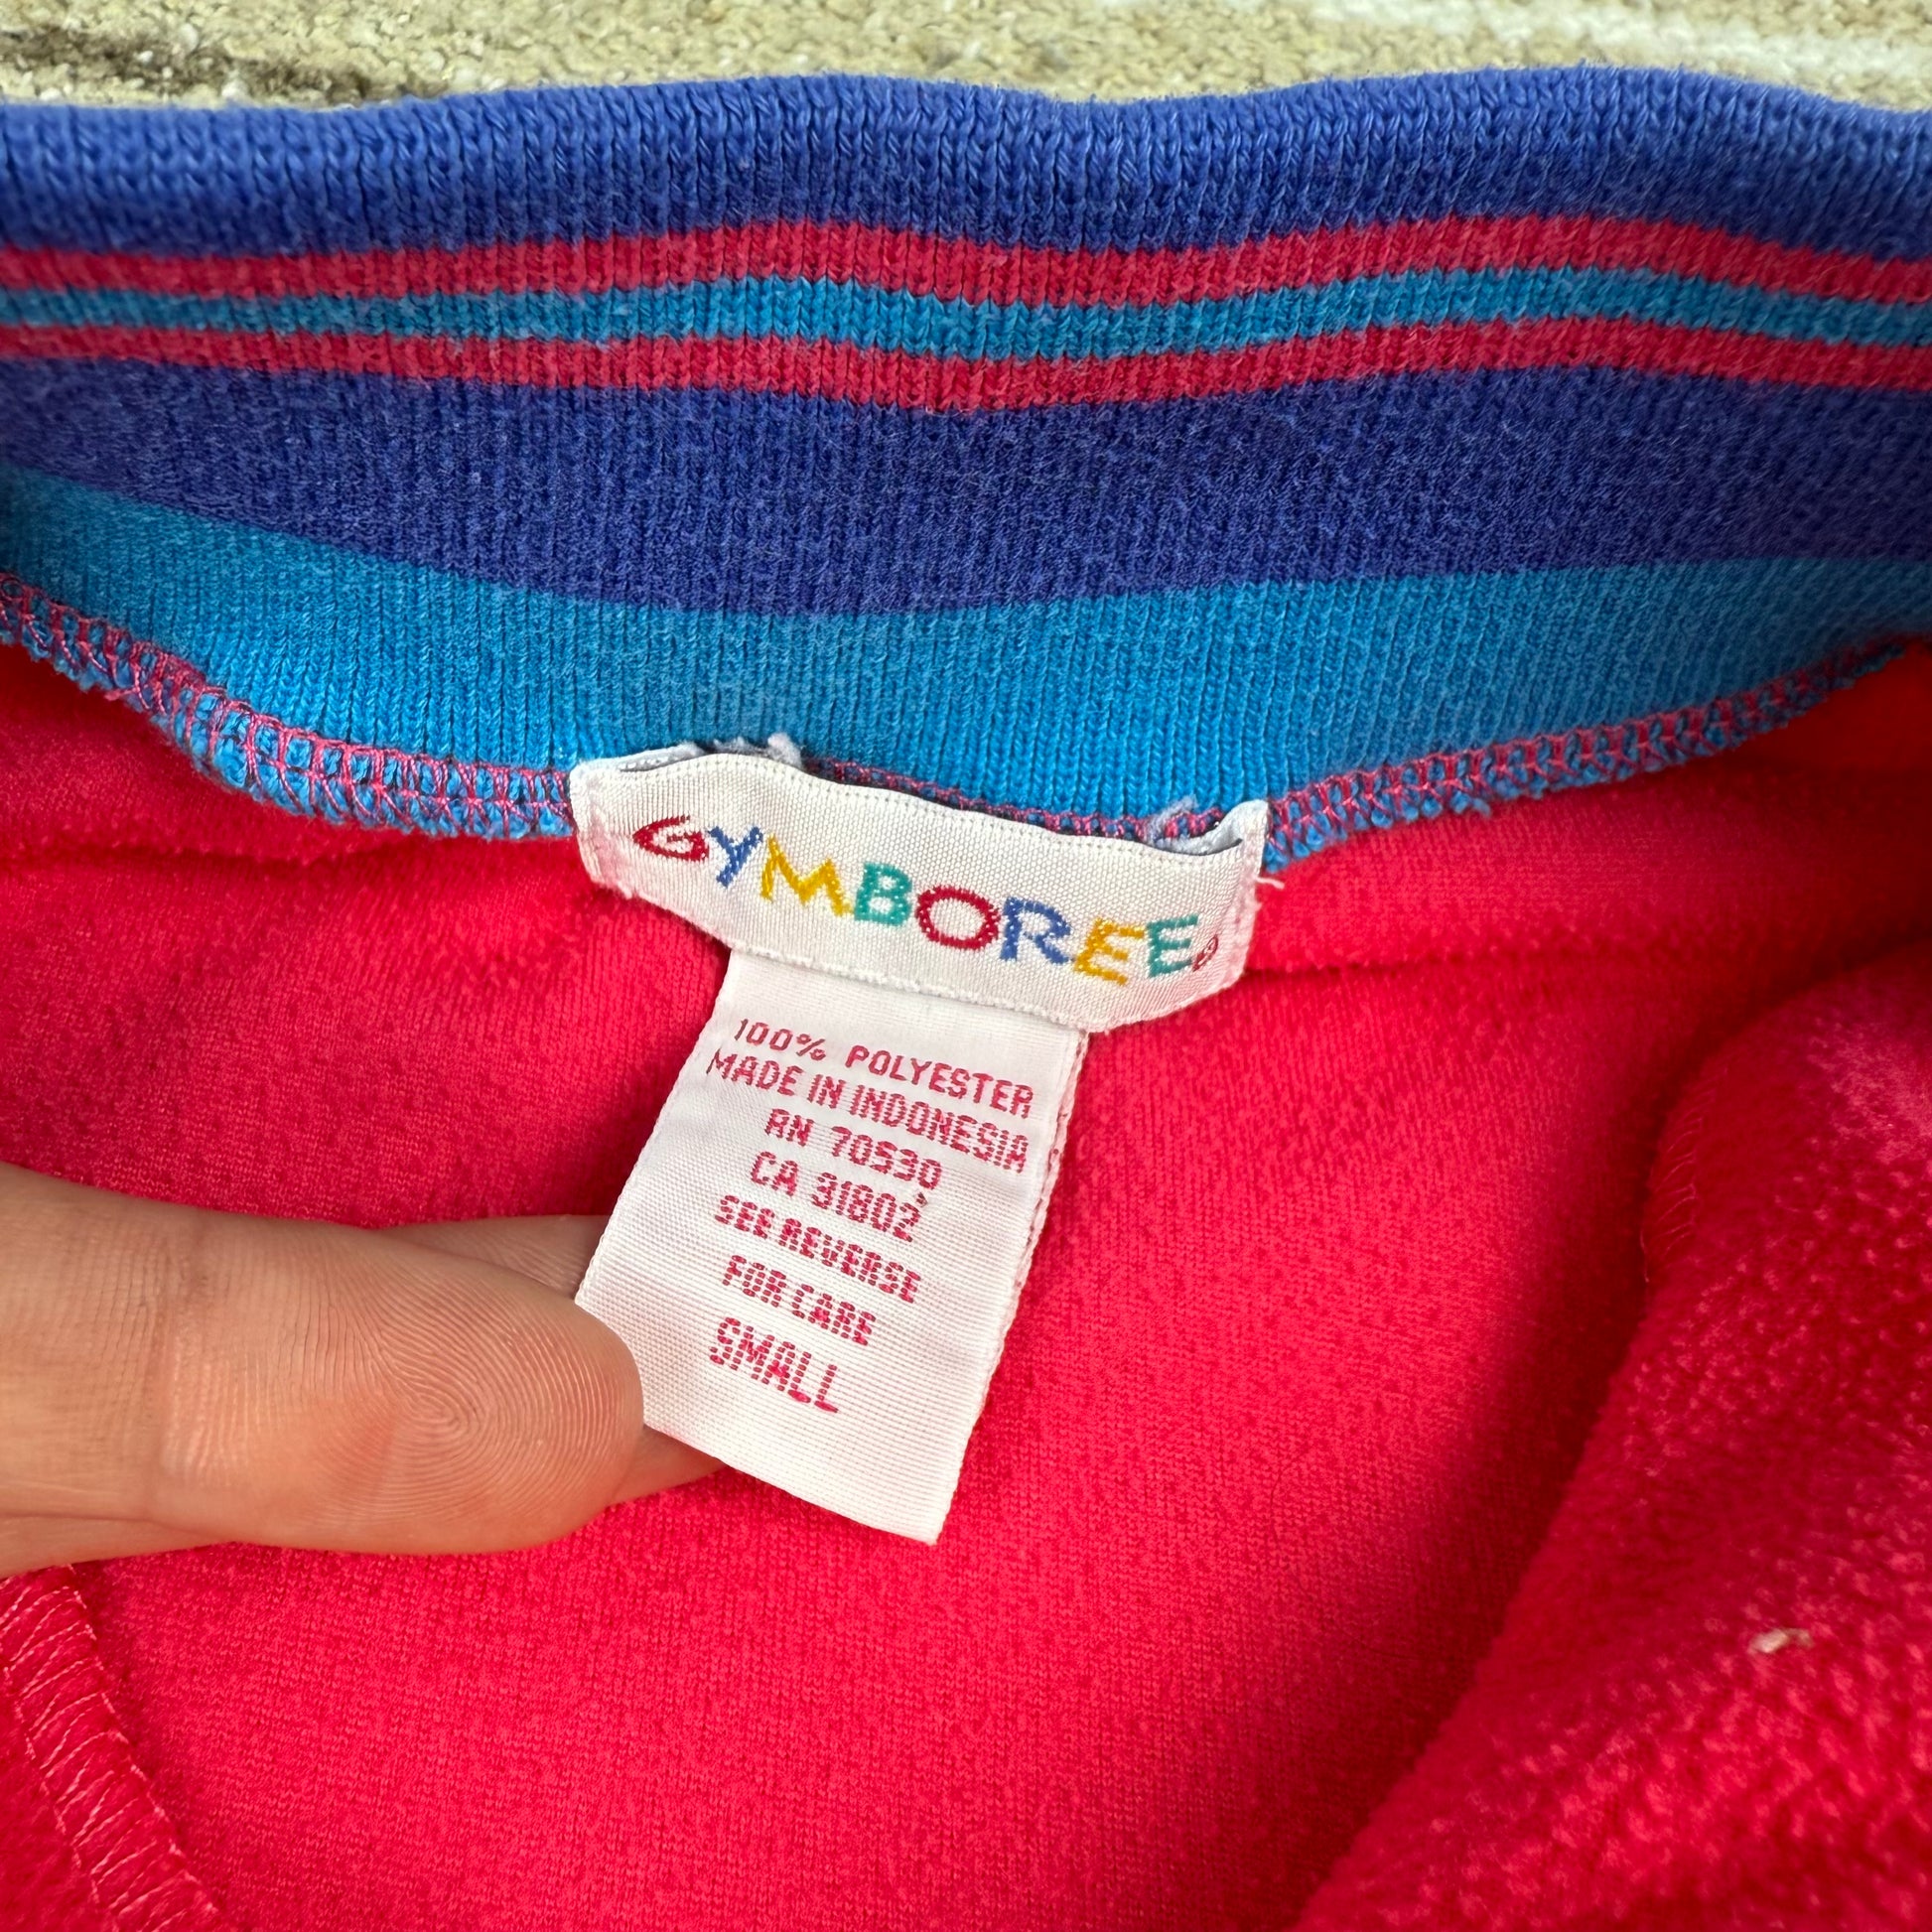 GYMBOREE®
100% POLYESTER
MADE IN INDONESIA
RN 70530
CA 31802
SEE REVERSE
FOR CARE
SMALL